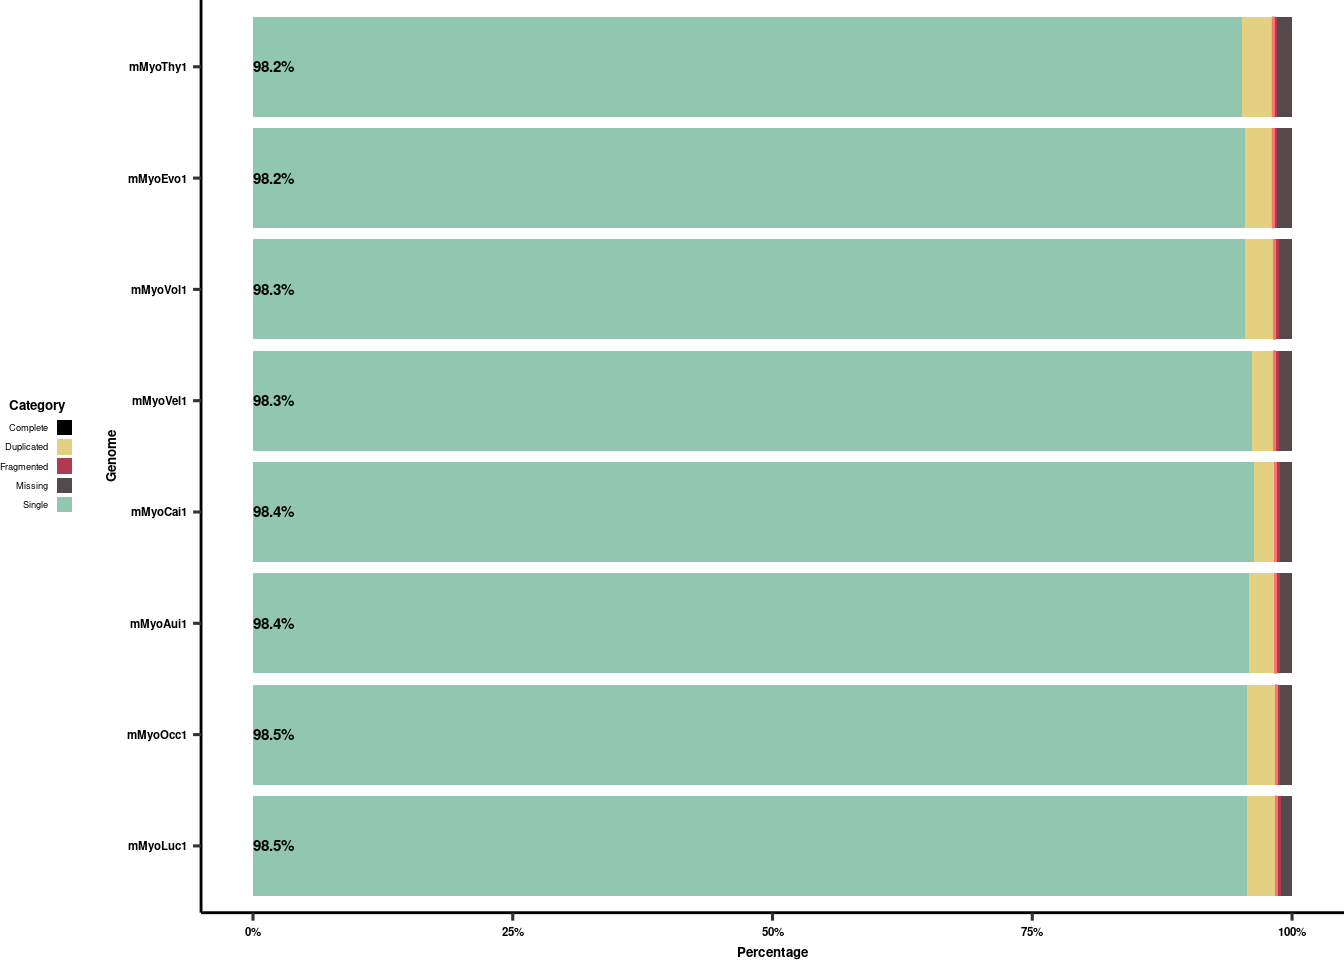 mMyoThy1
98.2%
mMyoEvo1
98.2%
mMyoVol1
98.3%
mMyoVel1
98.3%
Category
Complete
Duplicated
Fragmented
Missing
Single
Genome
mMyoCai1
98.4%
mMyoAui1
98.4%
mMyoOcc1
98.5%
mMyoLuc1
98.5%
0%
25%
50%
75%
100%
Percentage